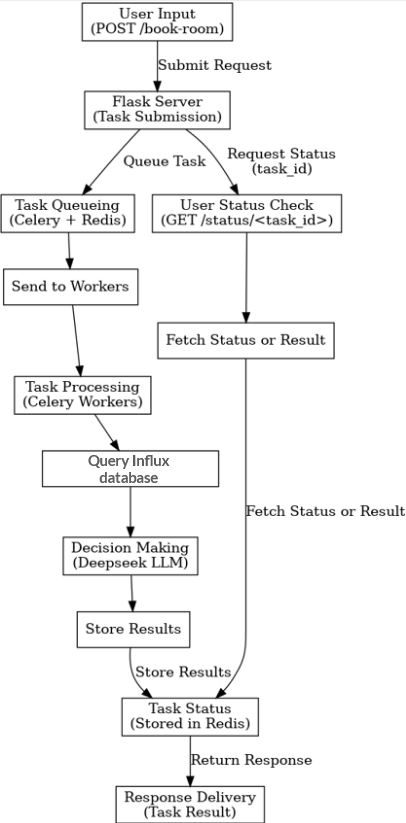 User Input
(POST /book-room)
Submit Request
Flask Server
(Task Submission)
Queue Task
Request Status
(task_id)
Task Queueing
(Celery + Redis)
User Status Check
(GET /status/<task_id>)
Send to Workers
Fetch Status or Result
Task Processing
(Celery Workers)
Query Influx
database
Fetch Status or Result
Decision Making
(Deepseek LLM)
Store Results
Store Results
Task Status
(Stored in Redis)
Return Response
Response Delivery
(Task Result)